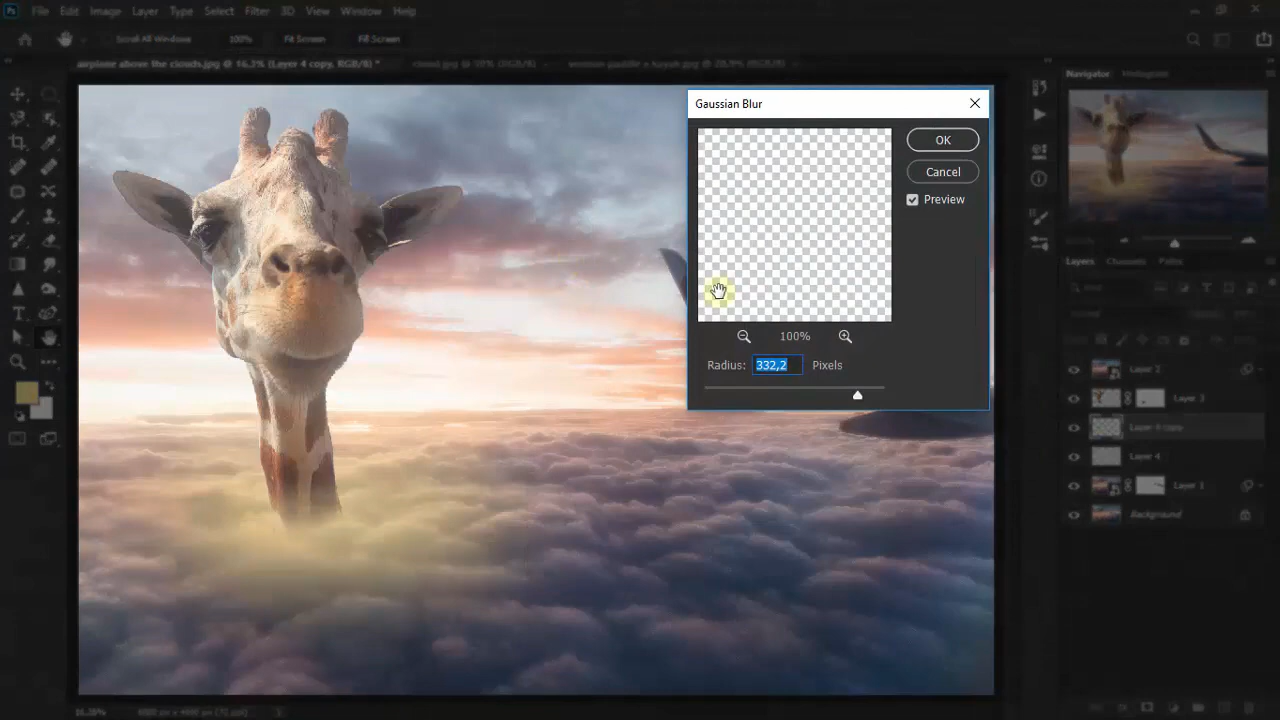 Ps File Edit Image Layer Type Select Filter 3D View Window Help
Scroll All Windows 100% Fit Screen Fill Screen
airplane above the clouds.jpg @ 16,3% (Layer 4 copy, RGB/8) *
Gaussian Blur
OK
Cancel
Preview
100%
Radius: 332,2 Pixels
Navigator Histogram
Layers Channels Paths
Layer 2
Layer 3
Layer 4 copy
Layer 4
Layer 1
Background